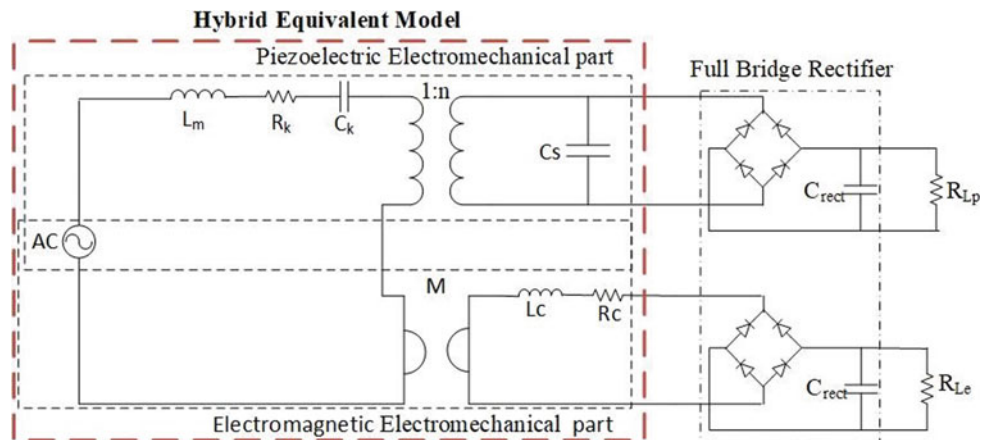 Hybrid Equivalent Model
Piezoelectric Electromechanical part
Full Bridge Rectifier
1:n
Lm
Rk
Ck
Cs
Crect
RLp
AC
M
Lc
Rc
Crect
RLe
Electromagnetic Electromechanical part